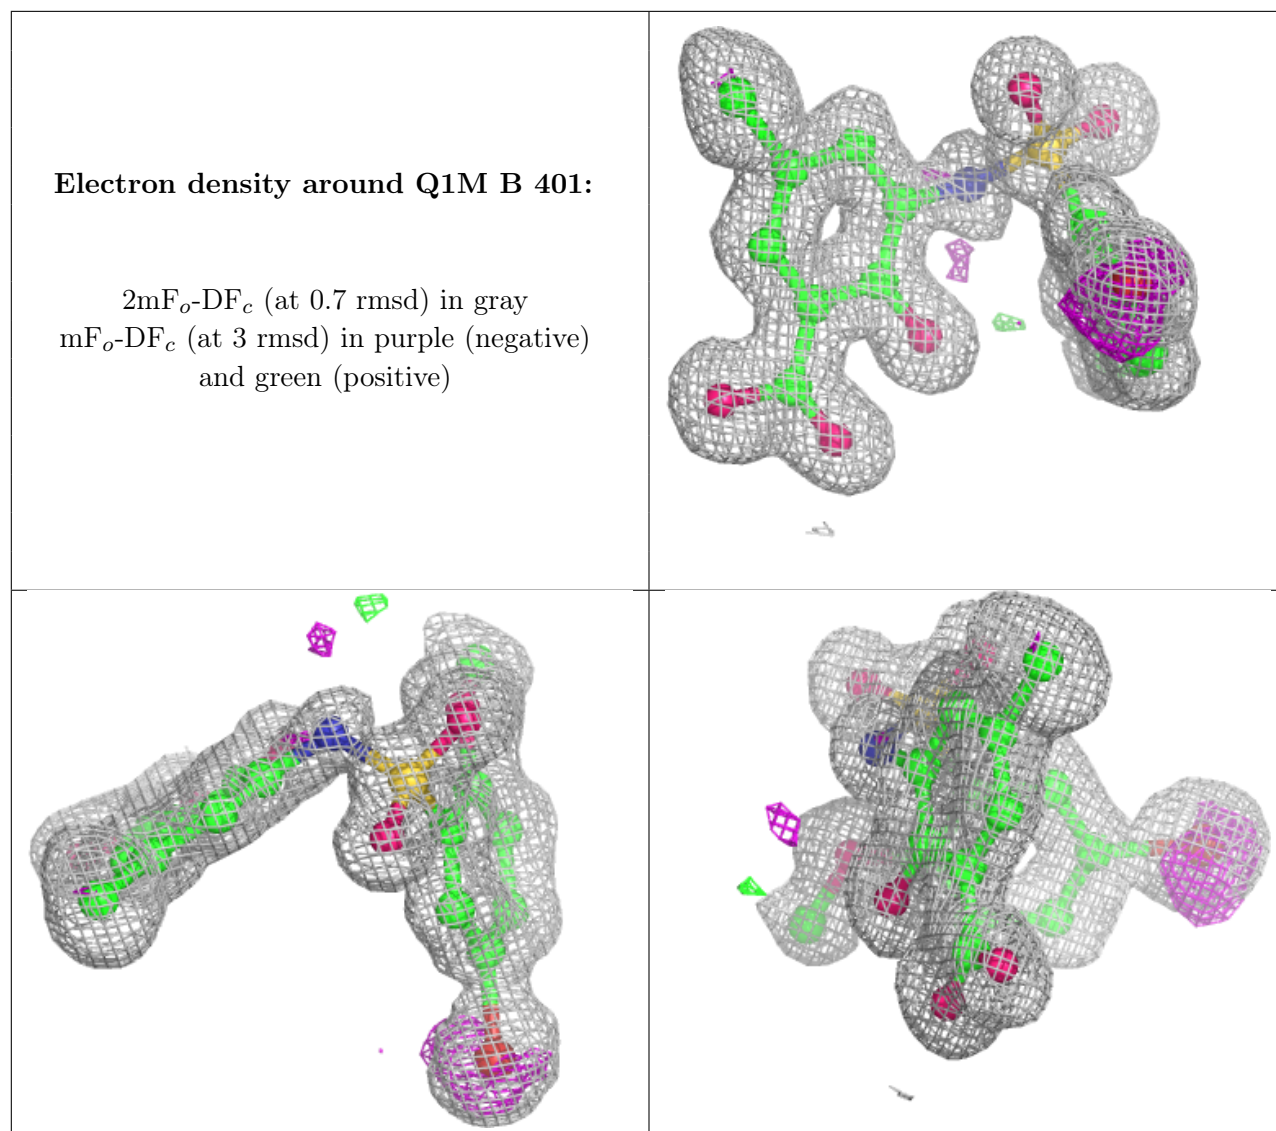 Electron density around Q1M B 401:
2mFo-DFc (at 0.7 rmsd) in gray
mFo-DFc (at 3 rmsd) in purple (negative)
and green (positive)